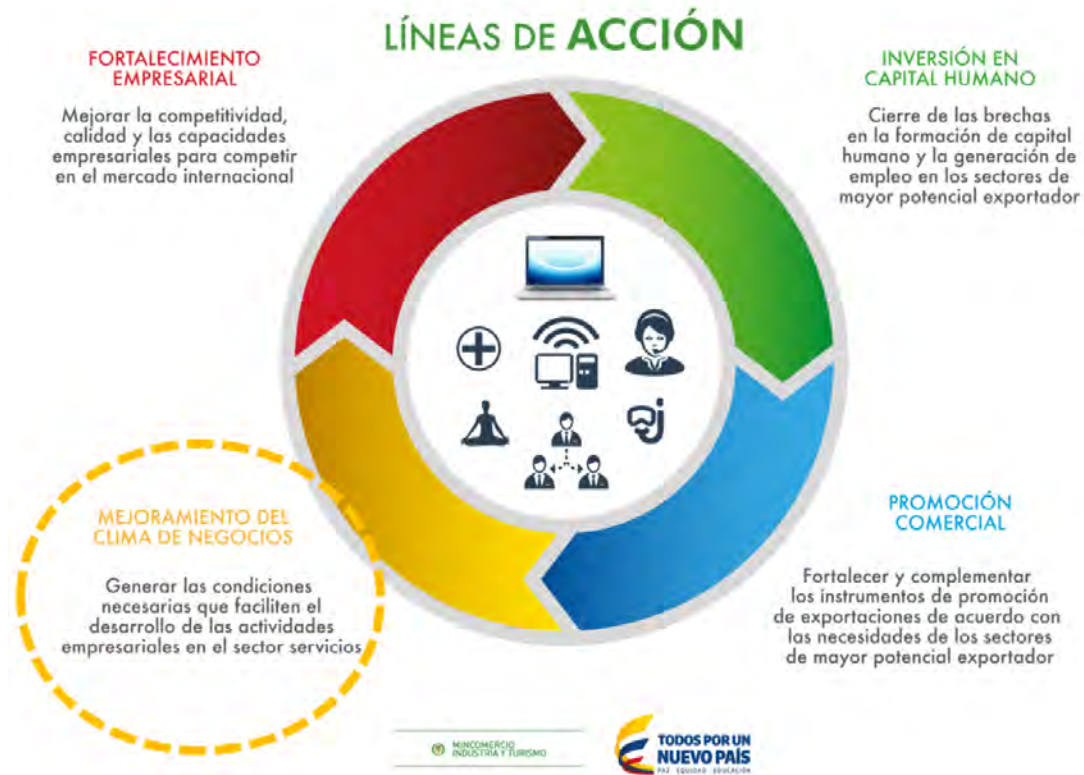 LÍNEAS DE ACCIÓN
FORTALECIMIENTO
EMPRESARIAL
Mejorar la competitividad,
calidad y las capacidades
empresariales para competir
en el mercado internacional
INVERSIÓN EN
CAPITAL HUMANO
Cierre de las brechas
en la formación de capital
humano y la generación de
empleo en los sectores de
mayor potencial exportador
MEJORAMIENTO DEL
CLIMA DE NEGOCIOS
Generar las condiciones
necesarias que faciliten el
desarrollo de las actividades
empresariales en el sector servicios
PROMOCIÓN
COMERCIAL
Fortalecer y complementar
los instrumentos de promoción
de exportaciones de acuerdo con
las necesidades de los sectores
de mayor potencial exportador
MINCOMERCIO
INDUSTRIA Y TURISMO
TODOS POR UN
NUEVO PAÍS
PAZ EQUIDAD EDUCACIÓN